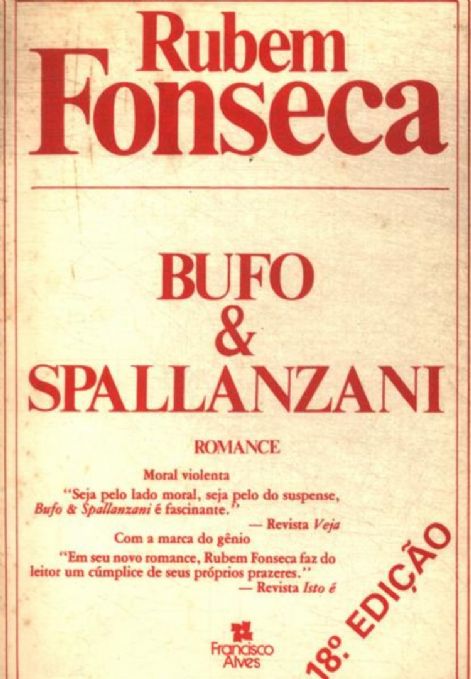 Rubem
Fonseca
BUFO
&
SPALLANZANI
ROMANCE
Moral violenta
"Seja pelo lado moral, seja pelo do suspense,
Bufo & Spallanzani é fascinante."
— Revista Veja
Com a marca do gênio
"Em seu novo romance, Rubem Fonseca faz do
leitor um cúmplice de seus próprios prazeres."
— Revista Isto é
18ª EDIÇÃO
Francisco
Alves